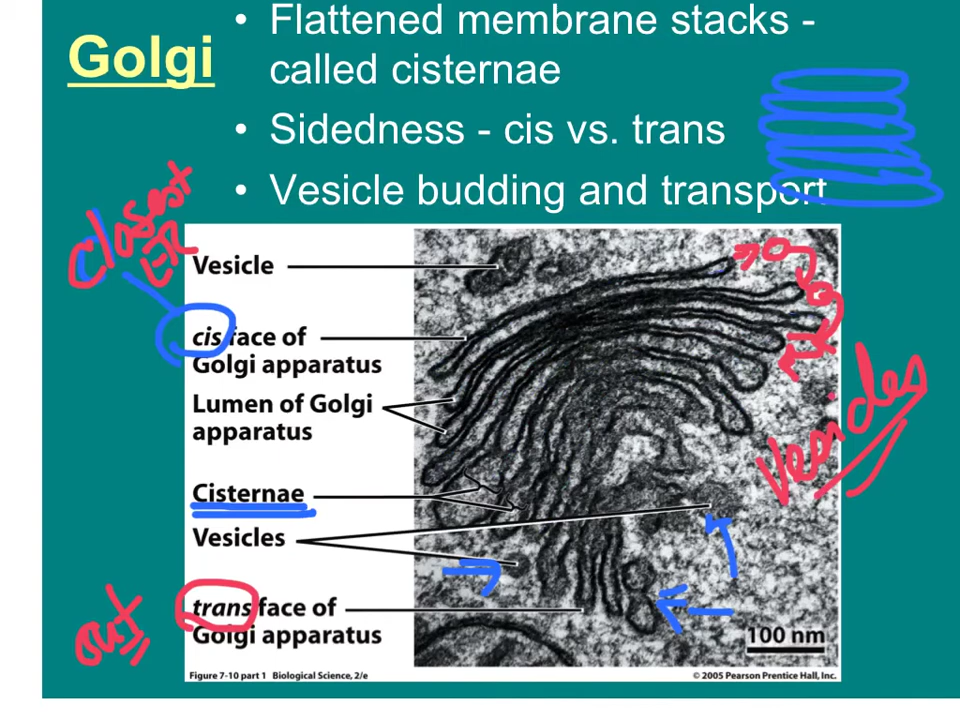 Golgi
• Flattened membrane stacks -
called cisternae
• Sidedness - cis vs. trans
• Vesicle budding and transport
closest
ER
Vesicle
cis face of
Golgi apparatus
Lumen of Golgi
apparatus
Cisternae
Vesicles
trans face of
Golgi apparatus
out
vesicles
100 nm
Figure 7-10 part 1 Biological Science, 2/e
© 2005 Pearson Prentice Hall, Inc.